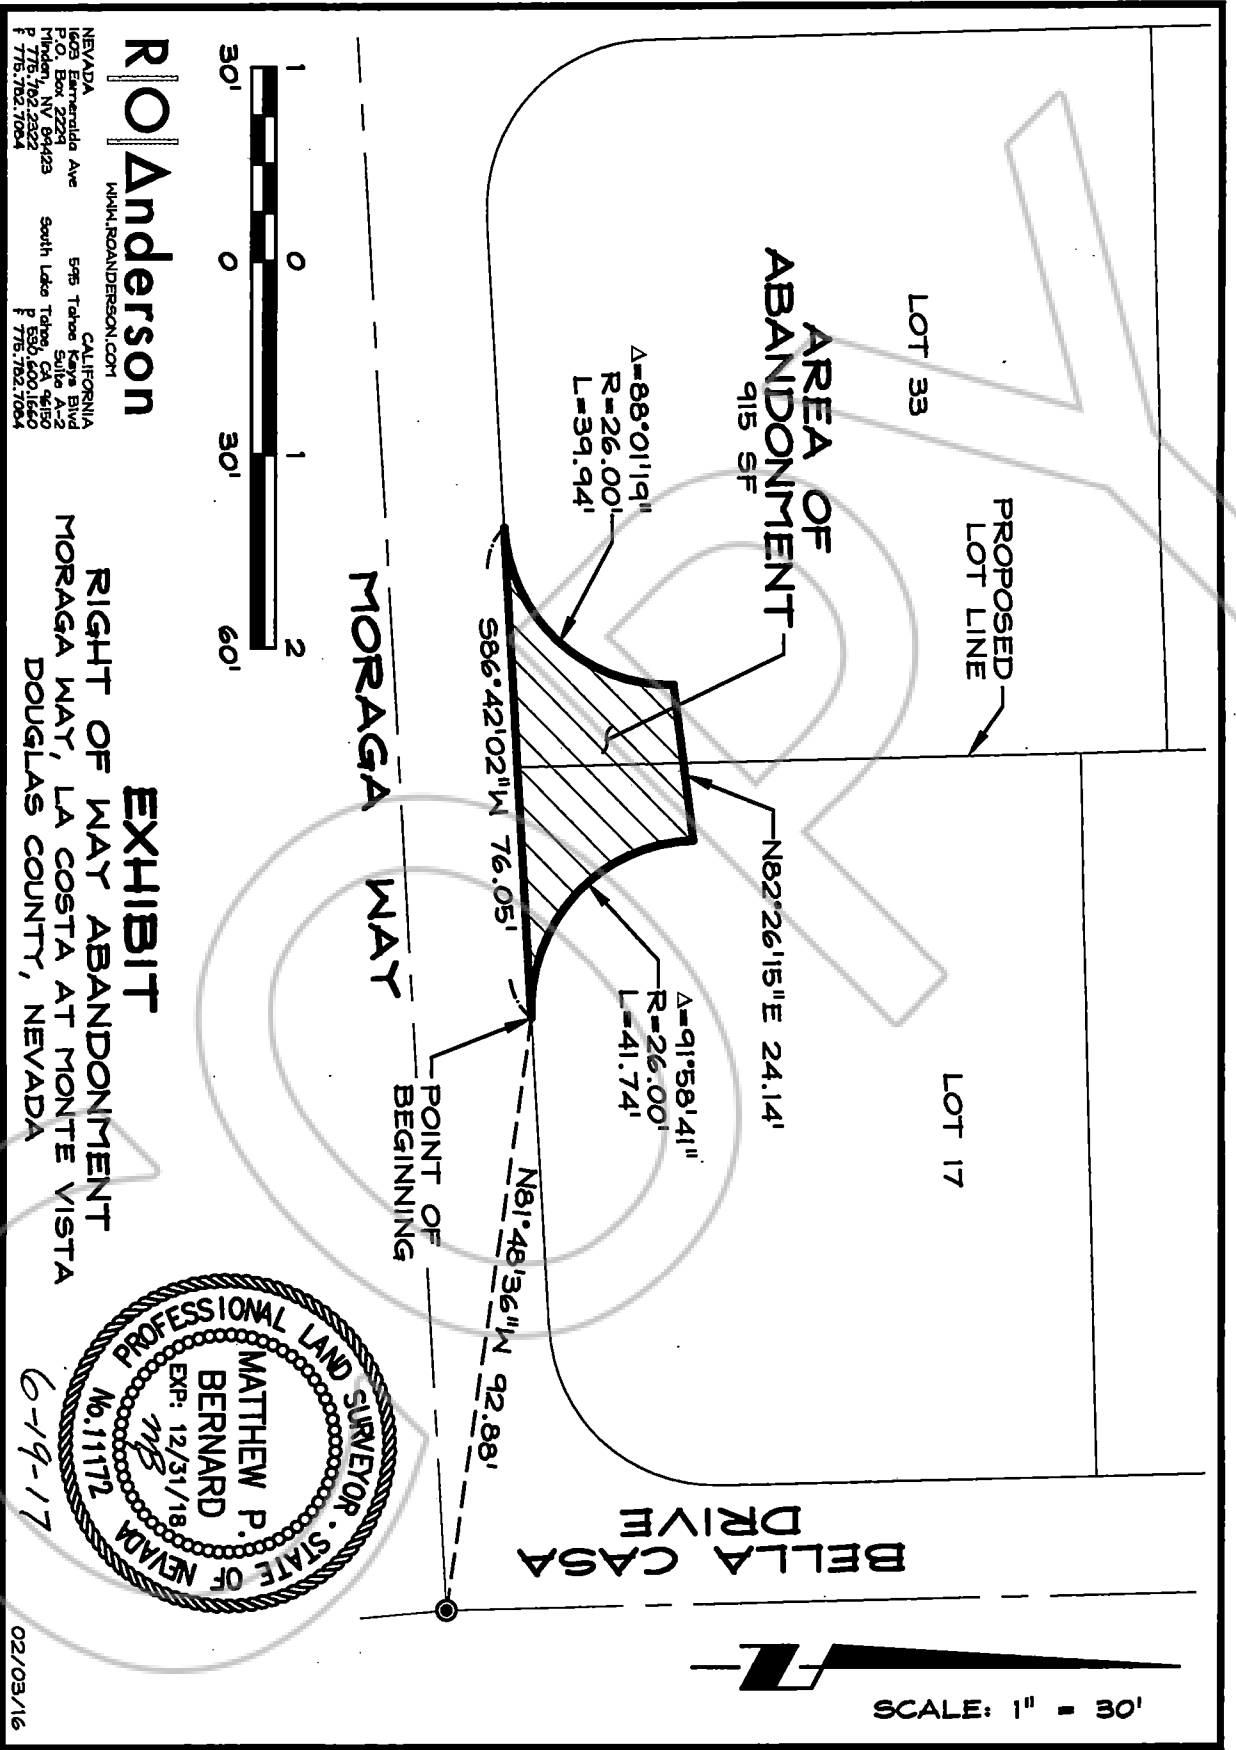 LOT 33
PROPOSED
LOT LINE
LOT 17
AREA OF
ABANDONMENT
915 SF
Δ=88°01'19"
R=26.00'
L=39.94'
N82°26'15"E 24.14'
Δ=91°58'41"
R=26.00'
L=41.74'
S86°42'02"W 76.05'
N81°48'36"W 92.88'
POINT OF
BEGINNING
MORAGA WAY
BELLA CASA
DRIVE
SCALE: 1" = 30'
1 0 1 2
30' 0 30' 60'
R|O|Anderson
WWW.ROANDERSON.COM
NEVADA
1603 Esmeralda Ave
P.O. Box 2229
Minden, NV 89423
P 775.782.2322
F 775.782.7084
CALIFORNIA
595 Tahoe Keys Blvd
Suite A-2
South Lake Tahoe, CA 96150
P 530.600.1660
F 775.782.7084
EXHIBIT
RIGHT OF WAY ABANDONMENT
MORAGA WAY, LA COSTA AT MONTE VISTA
DOUGLAS COUNTY, NEVADA
PROFESSIONAL LAND SURVEYOR · STATE OF NEVADA
MATTHEW P.
BERNARD
EXP: 12/31/18
MB
No.11172
6-19-17
02/03/16
COPY